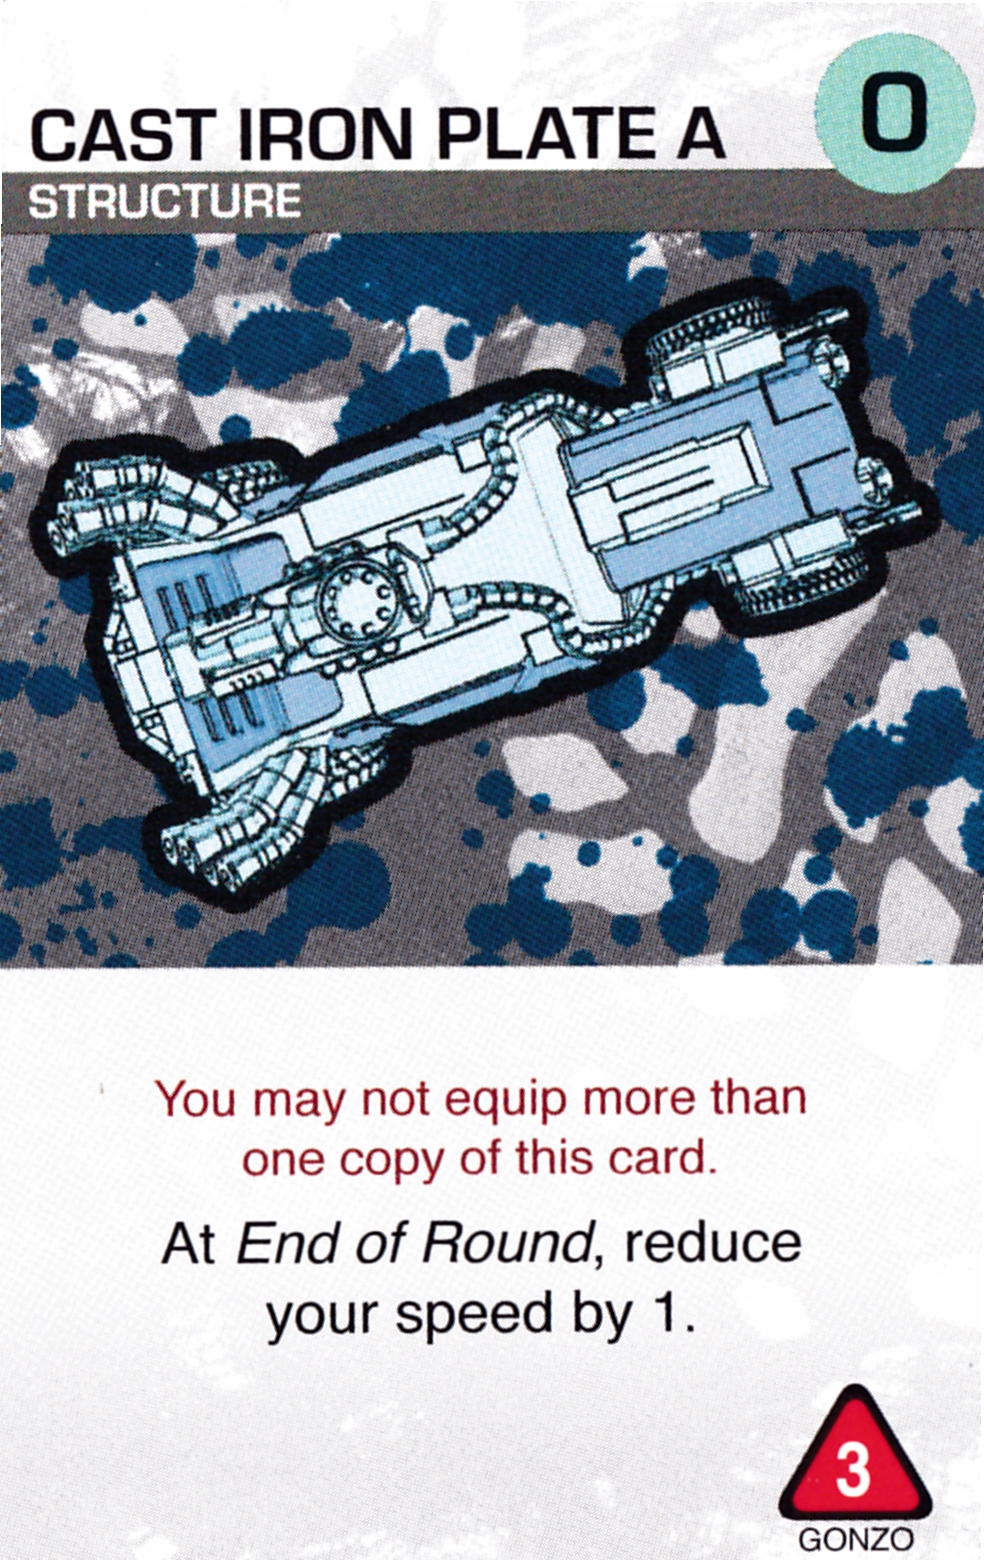 CAST IRON PLATE A
0
STRUCTURE
You may not equip more than
one copy of this card.
At End of Round, reduce
your speed by 1.
3
GONZO